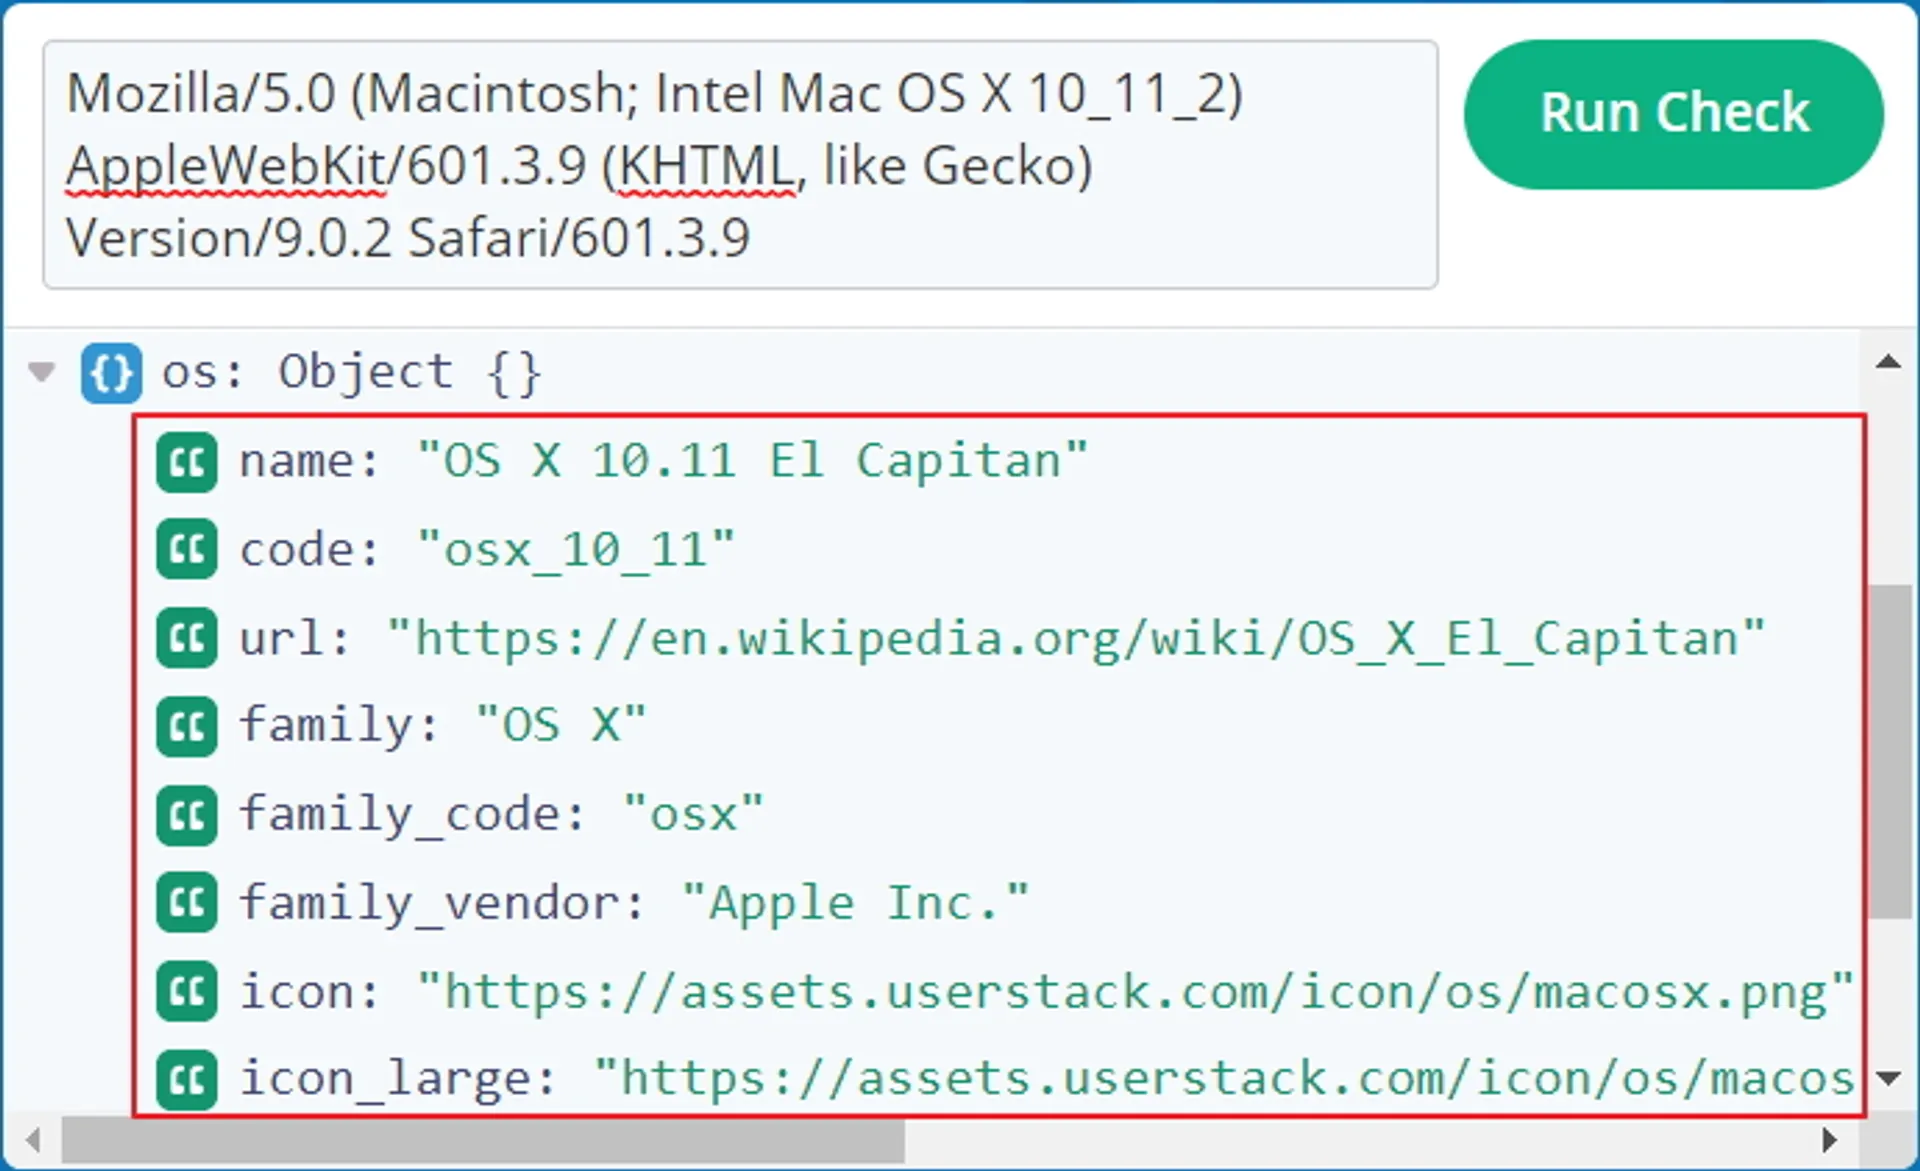 Mozilla/5.0 (Macintosh; Intel Mac OS X 10_11_2)
AppleWebKit/601.3.9 (KHTML, like Gecko)
Version/9.0.2 Safari/601.3.9
Run Check
{} os: Object {}
name: "OS X 10.11 El Capitan"
code: "osx_10_11"
url: "https://en.wikipedia.org/wiki/OS_X_El_Capitan"
family: "OS X"
family_code: "osx"
family_vendor: "Apple Inc."
icon: "https://assets.userstack.com/icon/os/macosx.png"
icon_large: "https://assets.userstack.com/icon/os/macos